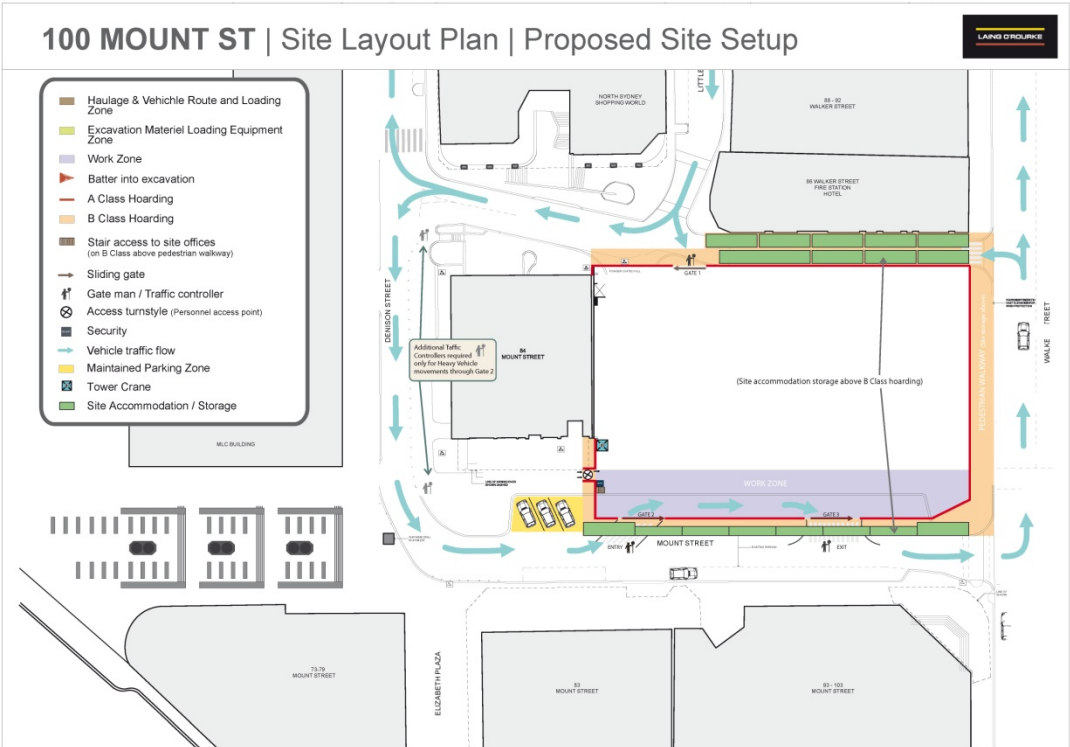 100 MOUNT ST | Site Layout Plan | Proposed Site Setup
LAING O'ROURKE
Haulage & Vehichle Route and Loading
Zone
Excavation Materiel Loading Equipment
Zone
Work Zone
Batter into excavation
A Class Hoarding
B Class Hoarding
Stair access to site offices
(on B Class above pedestrian walkway)
Sliding gate
Gate man / Traffic controller
Access turnstyle (Personnel access point)
Security
Vehicle traffic flow
Maintained Parking Zone
Tower Crane
Site Accommodation / Storage
MLC BUILDING
NORTH SYDNEY
SHOPPING WORLD
LITTLE
86 - 92
WALKER STREET
88 WALKER STREET
FIRE STATION
HOTEL
GATE 1
DENISON STREET
84
MOUNT STREET
Additional Taffic
Controllers required
only for Heavy Vehicle
movements through Gate 2
(Site accommodation storage above B Class hoarding)
PEDESTRIAN WALKWAY
WALKE
TREET
WORK ZONE
GATE 2
GATE 3
ENTRY
MOUNT STREET
EXIT
73-79
MOUNT STREET
ELIZABETH PLAZA
83
MOUNT STREET
93 - 103
MOUNT STREET